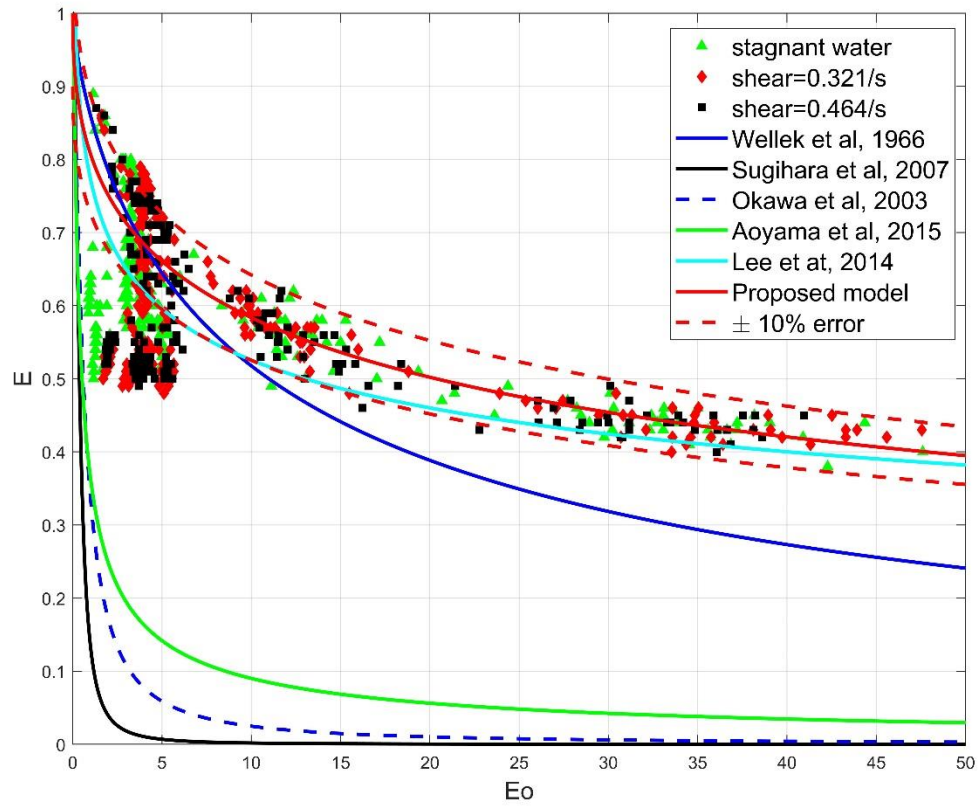 stagnant water
shear=0.321/s
shear=0.464/s
Wellek et al, 1966
Sugihara et al, 2007
Okawa et al, 2003
Aoyama et al, 2015
Lee et at, 2014
Proposed model
± 10% error
1
0.9
0.8
0.7
0.6
0.5
0.4
0.3
0.2
0.1
0
E
0 5 10 15 20 25 30 35 40 45 50
Eo